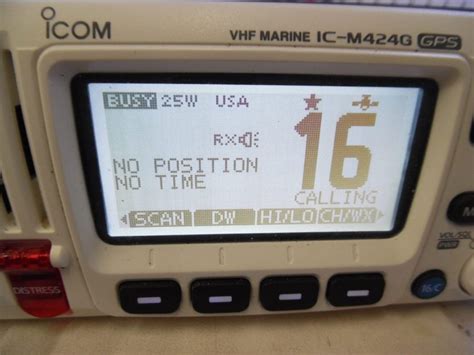 ICOM
VHF MARINE IC-M424G GPS
BUSY 25W USA
RX
16
NO POSITION
NO TIME
CALLING
SCAN DW HI/LO CH/WX
DISTRESS
16/C
VOL/SQL
PWR